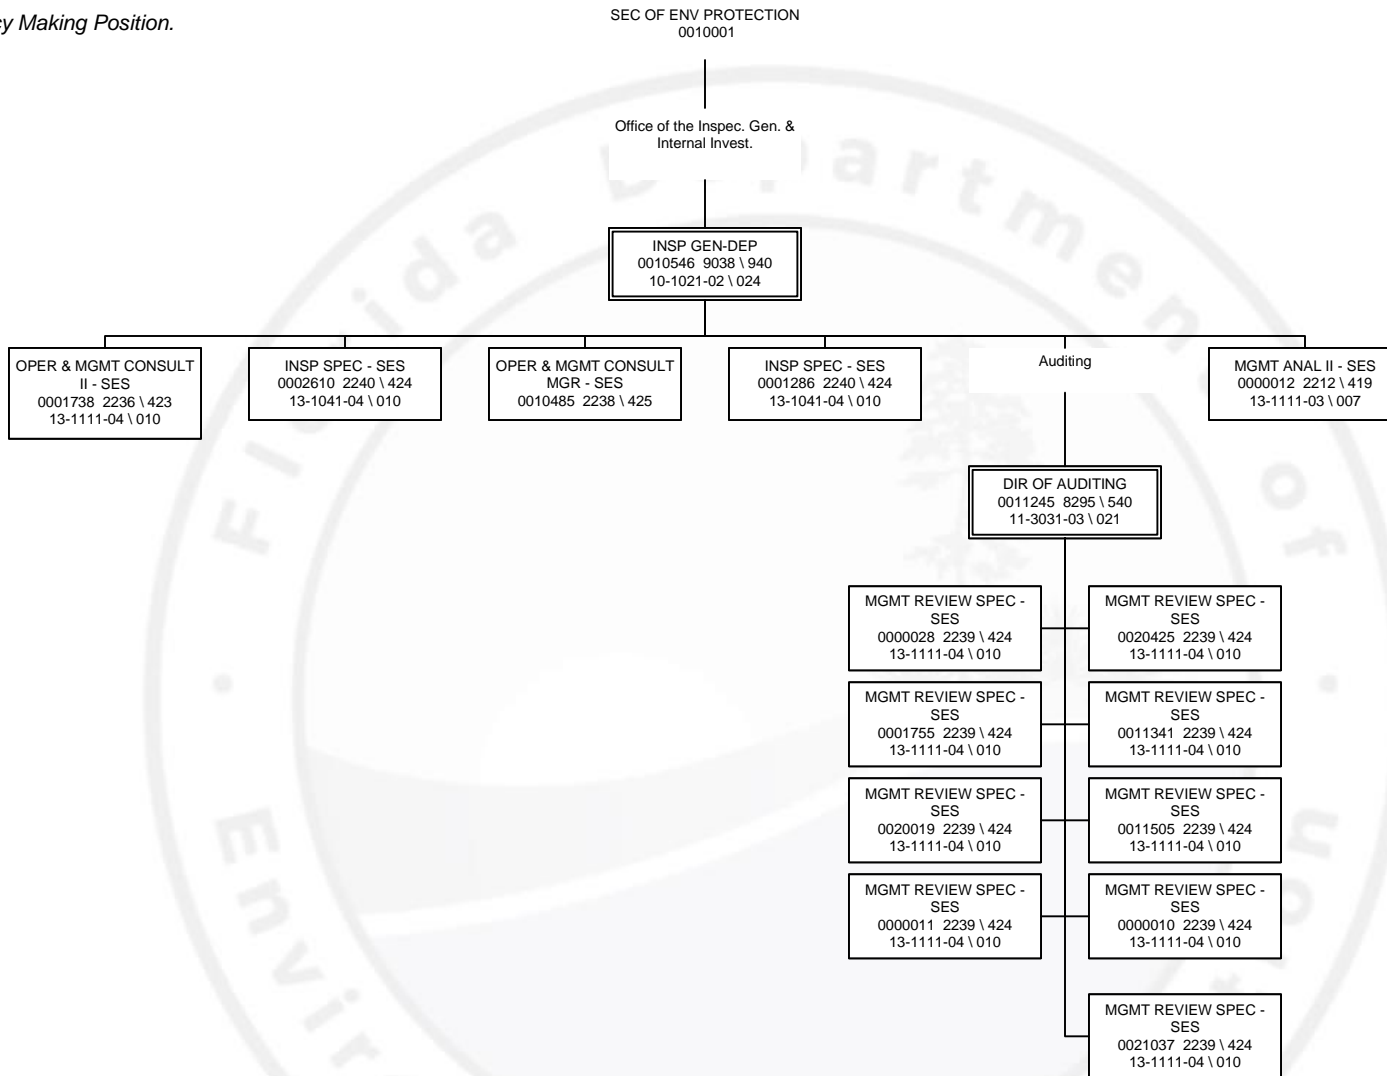 cy Making Position.
SEC OF ENV PROTECTION
0010001
Office of the Inspec. Gen. &
Internal Invest.
INSP GEN-DEP
0010546 9038 \ 940
10-1021-02 \ 024
OPER & MGMT CONSULT
II - SES
0001738 2236 \ 423
13-1111-04 \ 010
INSP SPEC - SES
0002610 2240 \ 424
13-1041-04 \ 010
OPER & MGMT CONSULT
MGR - SES
0010485 2238 \ 425
INSP SPEC - SES
0001286 2240 \ 424
13-1041-04 \ 010
Auditing
MGMT ANAL II - SES
0000012 2212 \ 419
13-1111-03 \ 007
DIR OF AUDITING
0011245 8295 \ 540
11-3031-03 \ 021
MGMT REVIEW SPEC -
SES
0000028 2239 \ 424
13-1111-04 \ 010
MGMT REVIEW SPEC -
SES
0020425 2239 \ 424
13-1111-04 \ 010
MGMT REVIEW SPEC -
SES
0001755 2239 \ 424
13-1111-04 \ 010
MGMT REVIEW SPEC -
SES
0011341 2239 \ 424
13-1111-04 \ 010
MGMT REVIEW SPEC -
SES
0020019 2239 \ 424
13-1111-04 \ 010
MGMT REVIEW SPEC -
SES
0011505 2239 \ 424
13-1111-04 \ 010
MGMT REVIEW SPEC -
SES
0000011 2239 \ 424
13-1111-04 \ 010
MGMT REVIEW SPEC -
SES
0000010 2239 \ 424
13-1111-04 \ 010
MGMT REVIEW SPEC -
SES
0021037 2239 \ 424
13-1111-04 \ 010
Florida Department of